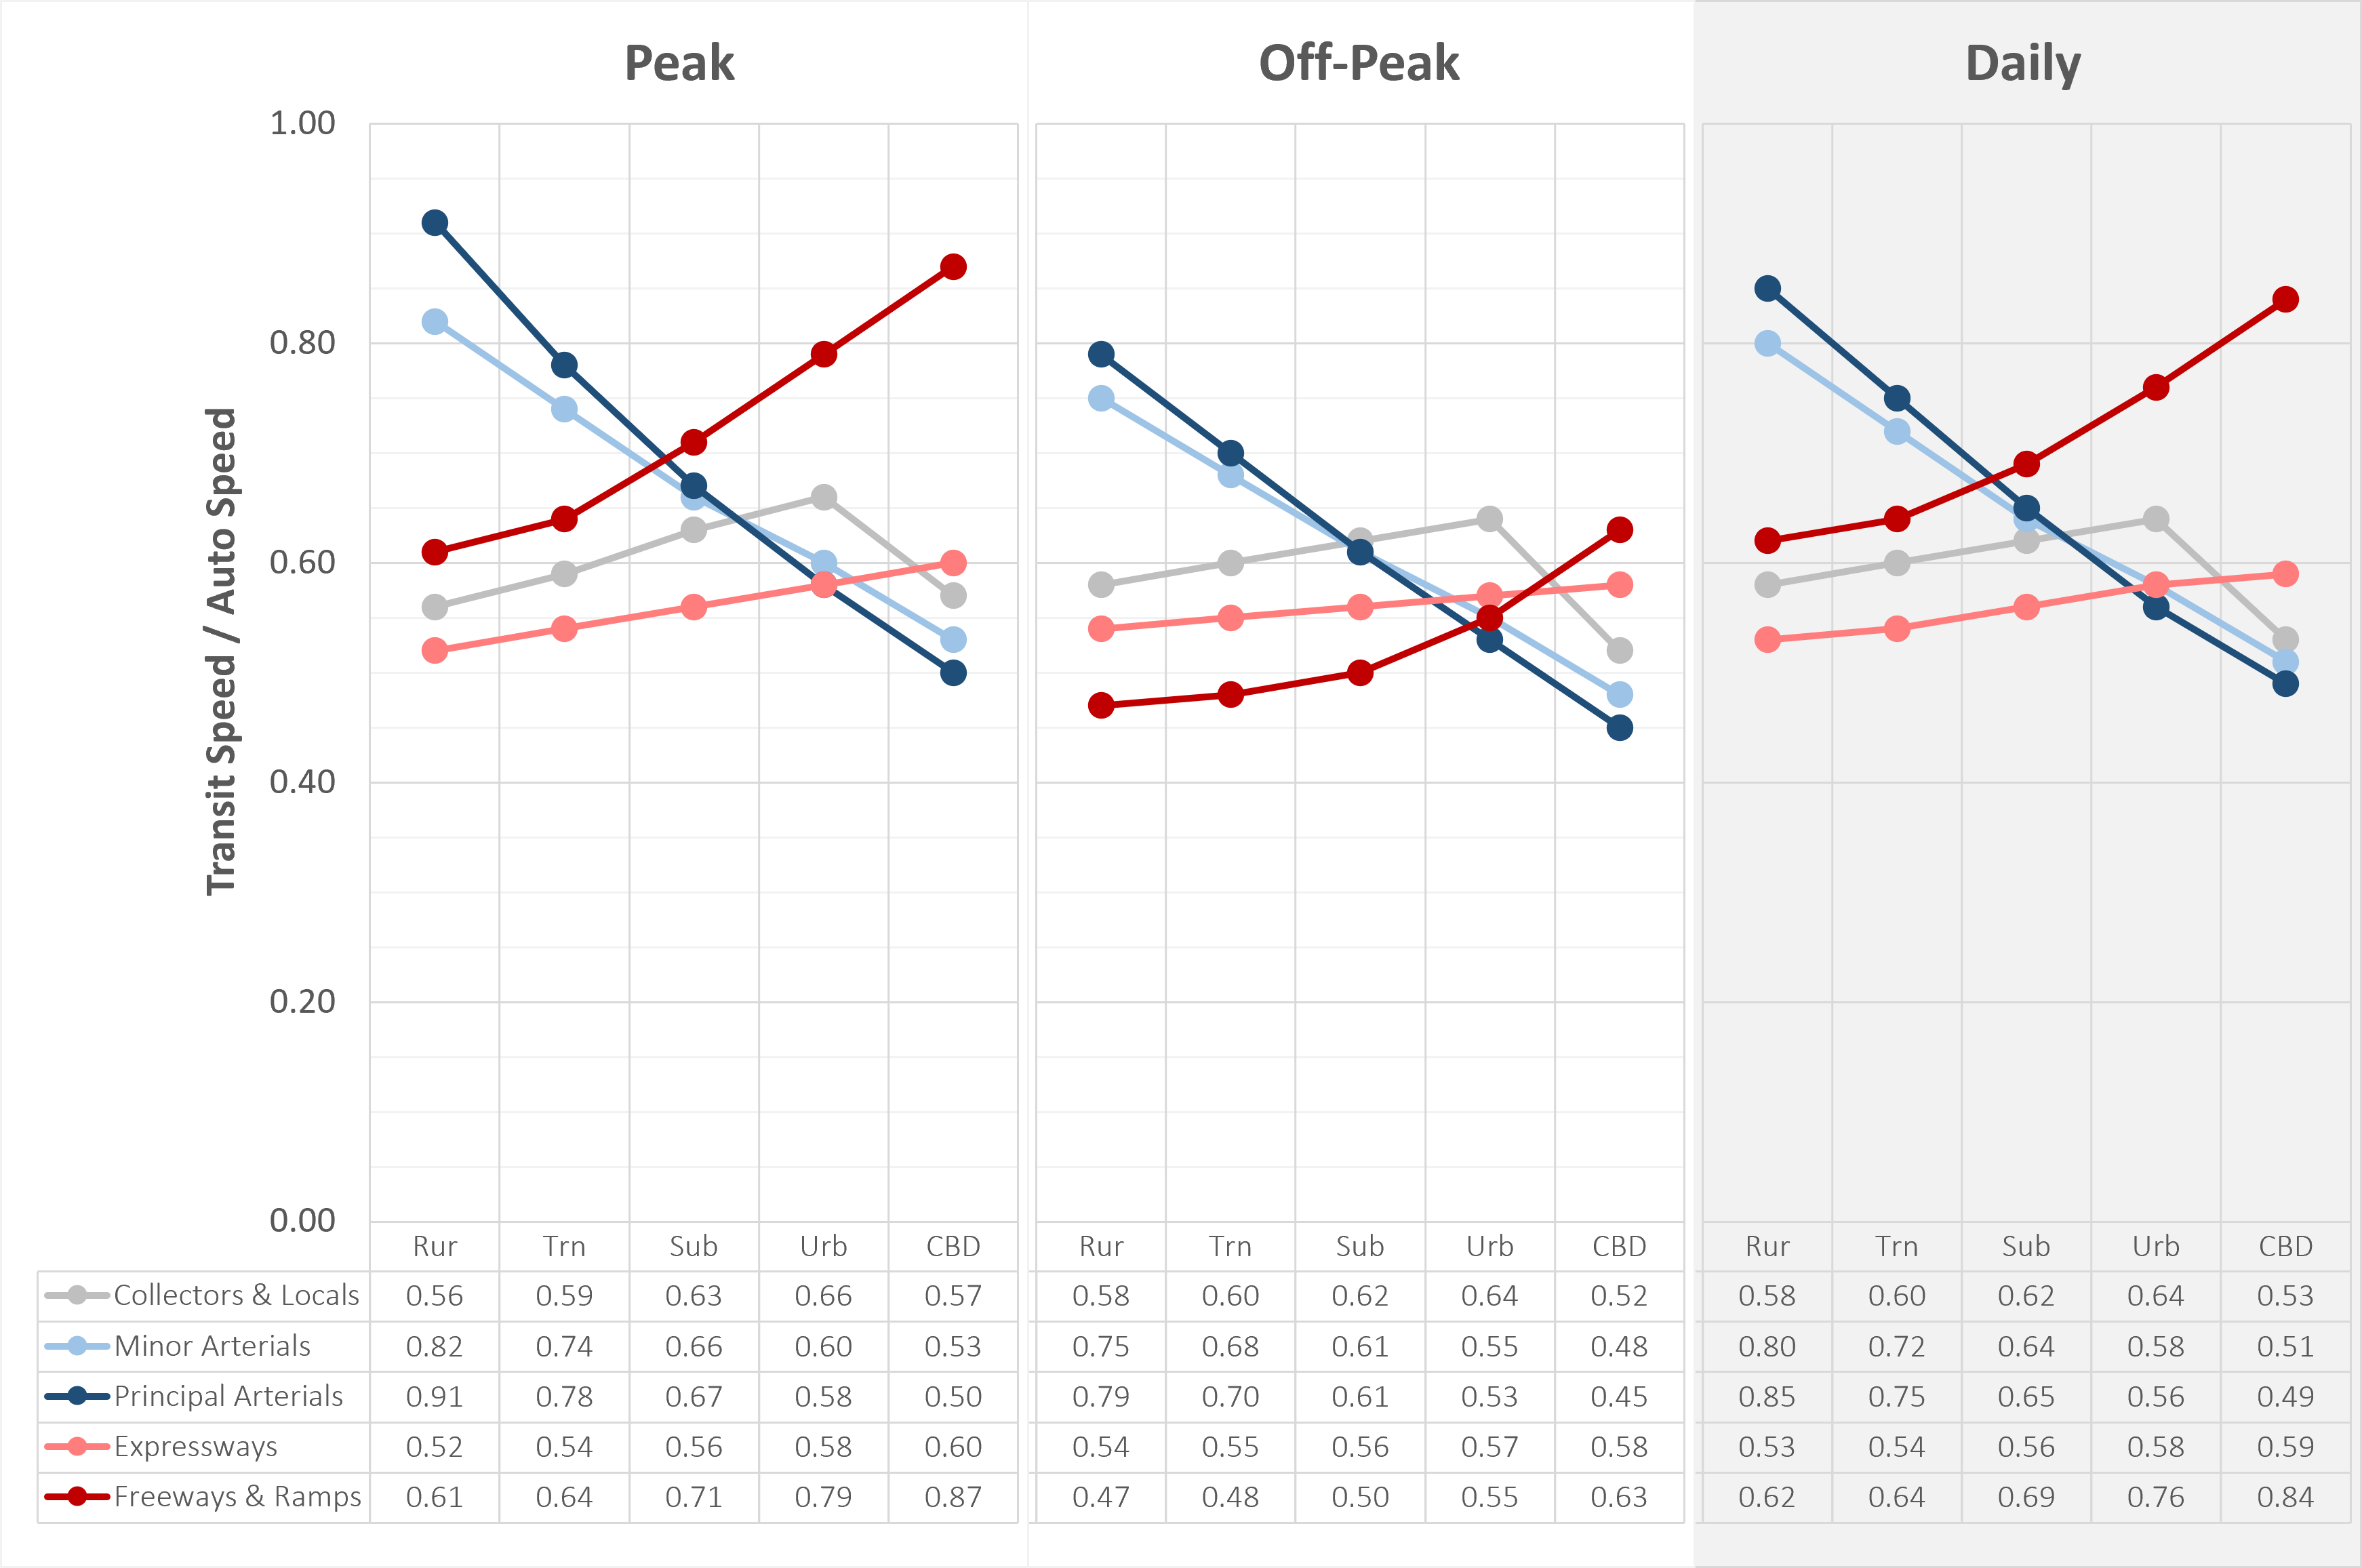 Peak Off-Peak Daily
Transit Speed / Auto Speed
1.00
0.80
0.60
0.40
0.20
0.00
Rur Trn Sub Urb CBD Rur Trn Sub Urb CBD Rur Trn Sub Urb CBD
Collectors & Locals 0.56 0.59 0.63 0.66 0.57 0.58 0.60 0.62 0.64 0.52 0.58 0.60 0.62 0.64 0.53
Minor Arterials 0.82 0.74 0.66 0.60 0.53 0.75 0.68 0.61 0.55 0.48 0.80 0.72 0.64 0.58 0.51
Principal Arterials 0.91 0.78 0.67 0.58 0.50 0.79 0.70 0.61 0.53 0.45 0.85 0.75 0.65 0.56 0.49
Expressways 0.52 0.54 0.56 0.58 0.60 0.54 0.55 0.56 0.57 0.58 0.53 0.54 0.56 0.58 0.59
Freeways & Ramps 0.61 0.64 0.71 0.79 0.87 0.47 0.48 0.50 0.55 0.63 0.62 0.64 0.69 0.76 0.84